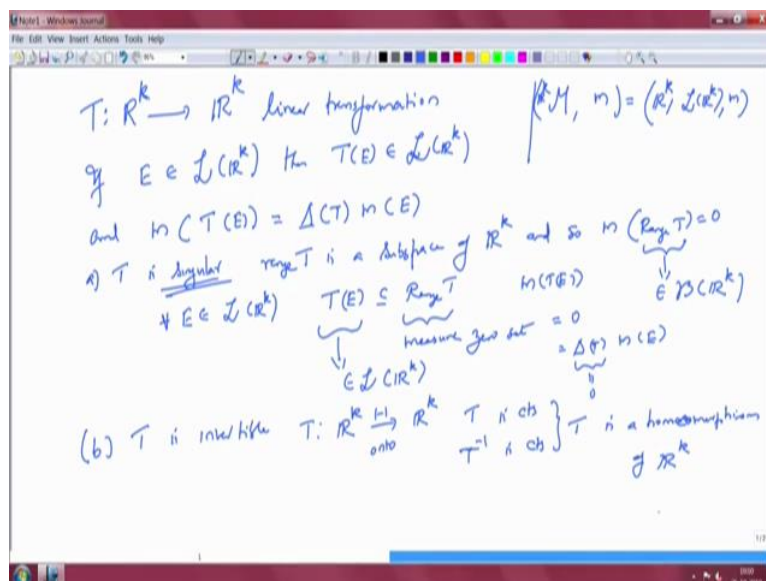 Note1 - Windows Journal
File Edit View Insert Actions Tools Help
T: R^k → R^k linear transformation
(R^k, M, m) = (R^k, L(R^k), m)
If E ∈ L(R^k) then T(E) ∈ L(R^k)
and m(T(E)) = Δ(T) m(E)
a) T is singular range T is a subspace of R^k and so m(Range T) = 0
∈ B(R^k)
∀ E ∈ L(R^k) T(E) ⊆ Range T m(T(E))
measure zero set = 0
∈ L(R^k) = Δ(T) m(E)
0
(b) T is invertible T: R^k 1-1 → onto R^k T is cts } T is a homeomorphism
T^-1 is cts of R^k